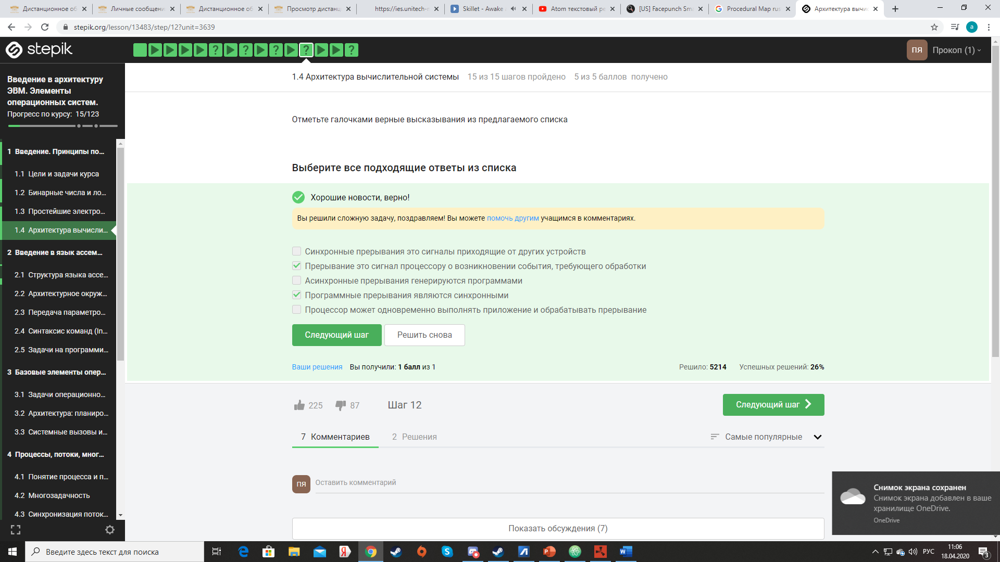 Дистанционное об
Личные сообщени
Дистанционное об
Просмотр дистанц
https://ies.unitech-r
Skillet - Awake a
Atom текстовый ре
[US] Facepunch Sma
Procedural Map rus
Архитектура вычис
stepik.org/lesson/13483/step/12?unit=3639
a
stepik
ПЯ
Прокоп (1)
Введение в архитектуру
ЭВМ. Элементы
операционных систем.
Прогресс по курсу: 15/123
1 Введение. Принципы по...
1.1 Цели и задачи курса
1.2 Бинарные числа и ло...
1.3 Простейшие электро...
1.4 Архитектура вычисли...
2 Введение в язык ассем...
2.1 Структура языка ассе...
2.2 Архитектурное окруж...
2.3 Передача параметро...
2.4 Синтаксис команд (In...
2.5 Задачи на программи...
3 Базовые элементы опер...
3.1 Задачи операционно...
3.2 Архитектура: планиро...
3.3 Системные вызовы и...
4 Процессы, потоки, мног...
4.1 Понятие процесса и п...
4.2 Многозадачность
4.3 Синхронизация поток...
1.4 Архитектура вычислительной системы 15 из 15 шагов пройдено 5 из 5 баллов получено
Отметьте галочками верные высказывания из предлагаемого списка
Выберите все подходящие ответы из списка
Хорошие новости, верно!
Вы решили сложную задачу, поздравляем! Вы можете помочь другим учащимся в комментариях.
Синхронные прерывания это сигналы приходящие от других устройств
Прерывание это сигнал процессору о возникновении события, требующего обработки
Асинхронные прерывания генерируются программами
Программные прерывания являются синхронными
Процессор может одновременно выполнять приложение и обрабатывать прерывание
Следующий шаг
Решить снова
Ваши решения Вы получили: 1 балл из 1
Решило: 5214 Успешных решений: 26%
225 87 Шаг 12
Следующий шаг
7 Комментариев 2 Решения
Самые популярные
ПЯ
Оставить комментарий
Показать обсуждения (7)
Снимок экрана сохранен
Снимок экрана добавлен в ваше
хранилище OneDrive.
OneDrive
Введите здесь текст для поиска
РУС
11:06
18.04.2020
3